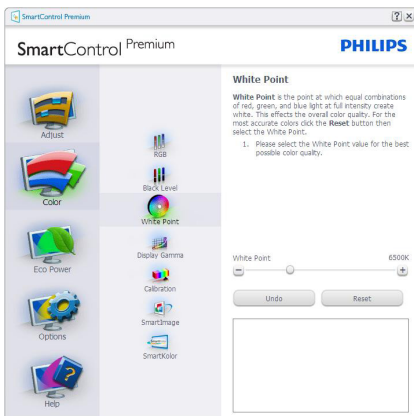 SmartControl Premium
SmartControl Premium
PHILIPS
Adjust
Color
Eco Power
Options
Help
RGB
Black Level
White Point
Display Gamma
Calibration
SmartImage
SmartKolor
White Point
White Point is the point at which equal combinations
of red, green, and blue light at full intensity create
white. This effects the overall color quality. For the
most accurate colors click the Reset button then
select the White Point.
1. Please select the White Point value for the best
possible color quality.
White Point 6500K
Undo Reset